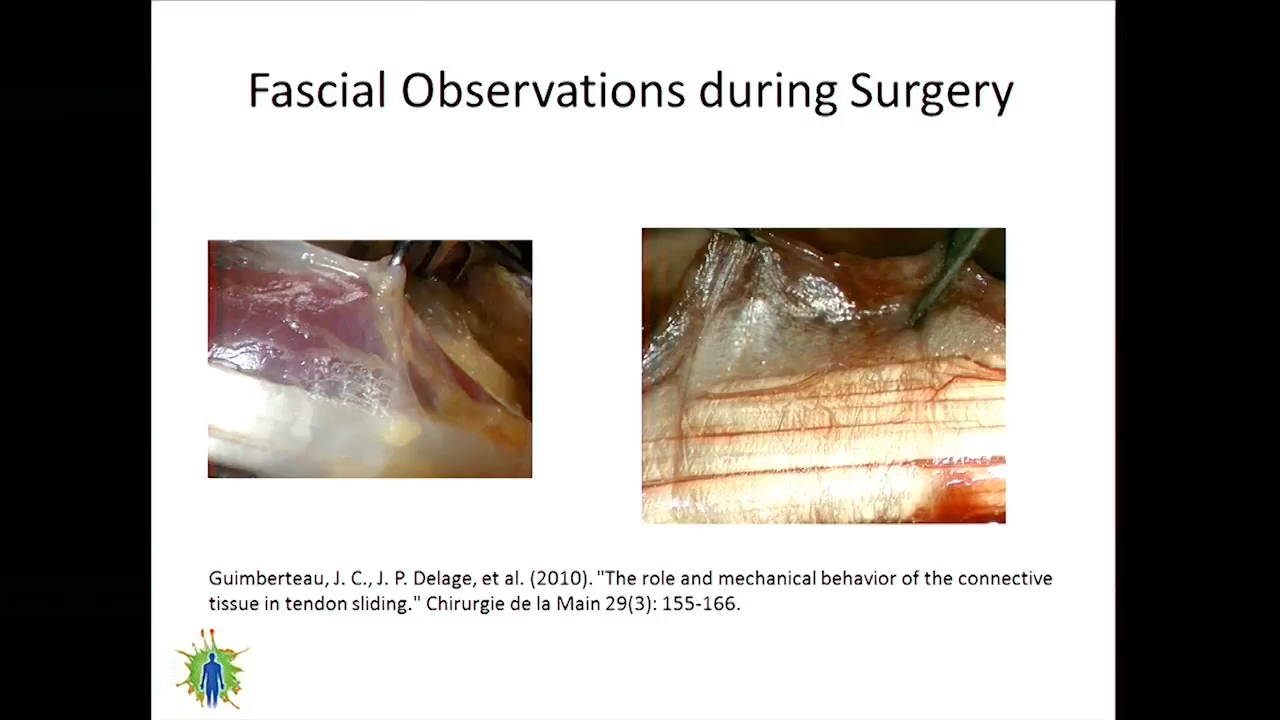 Fascial Observations during Surgery
Guimberteau, J. C., J. P. Delage, et al. (2010). "The role and mechanical behavior of the connective
tissue in tendon sliding." Chirurgie de la Main 29(3): 155-166.